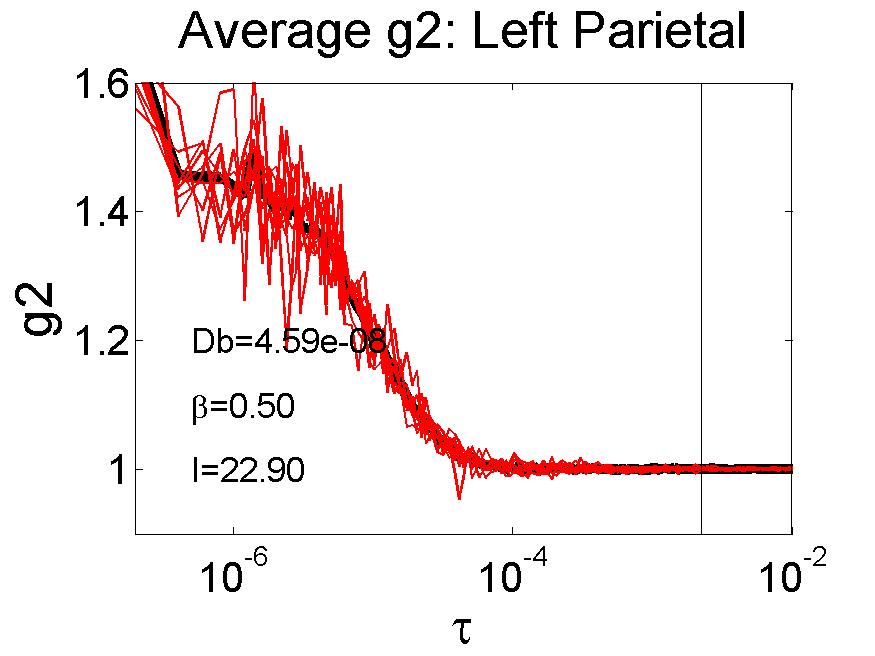 Average g2: Left Parietal
g2
1.6
1.4
1.2
1
Db=4.59e-08
β=0.50
I=22.90
10^-6
10^-4
10^-2
τ